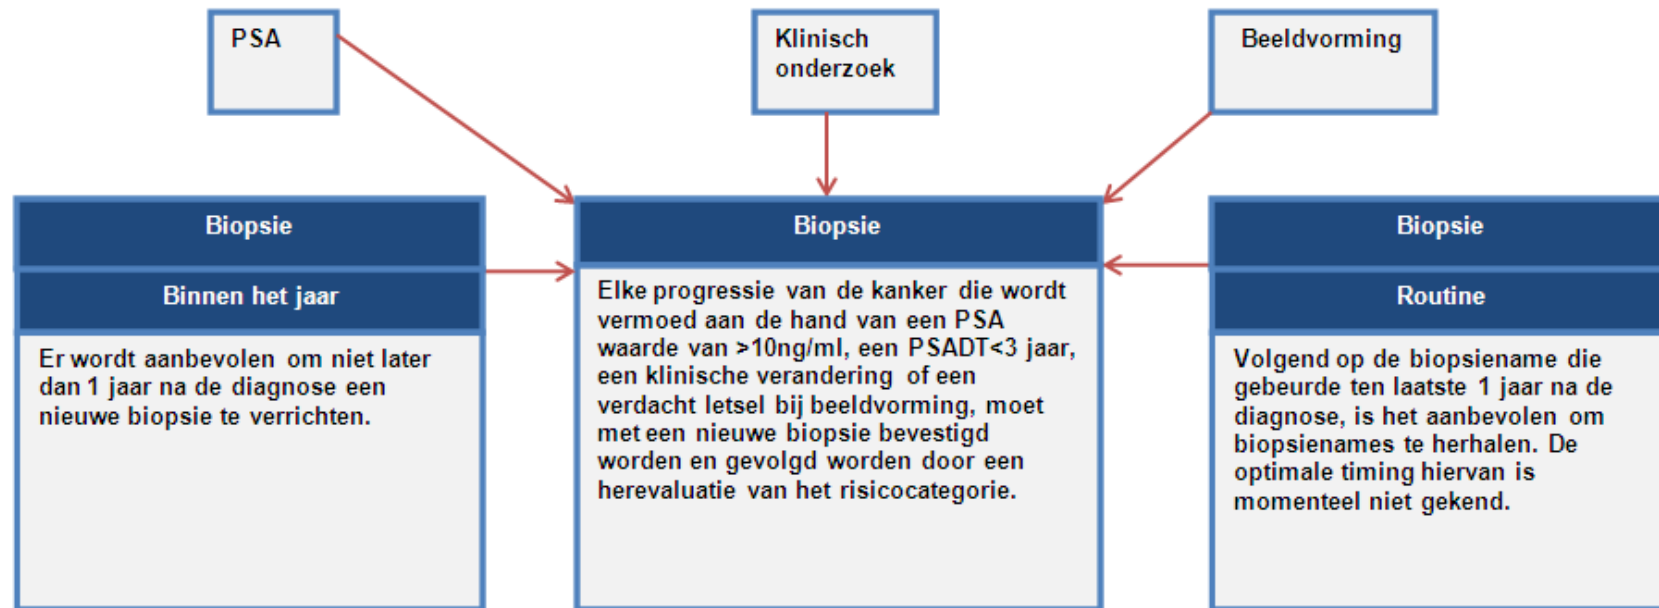 PSA
Klinisch
onderzoek
Beeldvorming
Biopsie
Binnen het jaar
Er wordt aanbevolen om niet later
dan 1 jaar na de diagnose een
nieuwe biopsie te verrichten.
Biopsie
Elke progressie van de kanker die wordt
vermoed aan de hand van een PSA
waarde van >10ng/ml, een PSADT<3 jaar,
een klinische verandering of een
verdacht letsel bij beeldvorming, moet
met een nieuwe biopsie bevestigd
worden en gevolgd worden door een
herevaluatie van het risicocategorie.
Biopsie
Routine
Volgend op de biopsiename die
gebeurde ten laatste 1 jaar na de
diagnose, is het aanbevolen om
biopsienames te herhalen. De
optimale timing hiervan is
momenteel niet gekend.